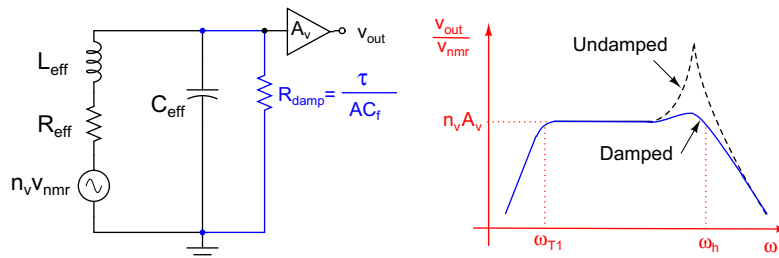 L_eff
R_eff
n_v v_nmr
C_eff
R_damp = τ / AC_f
A_v
v_out
v_out / v_nmr
n_v A_v
Undamped
Damped
ω_T1
ω_h
ω